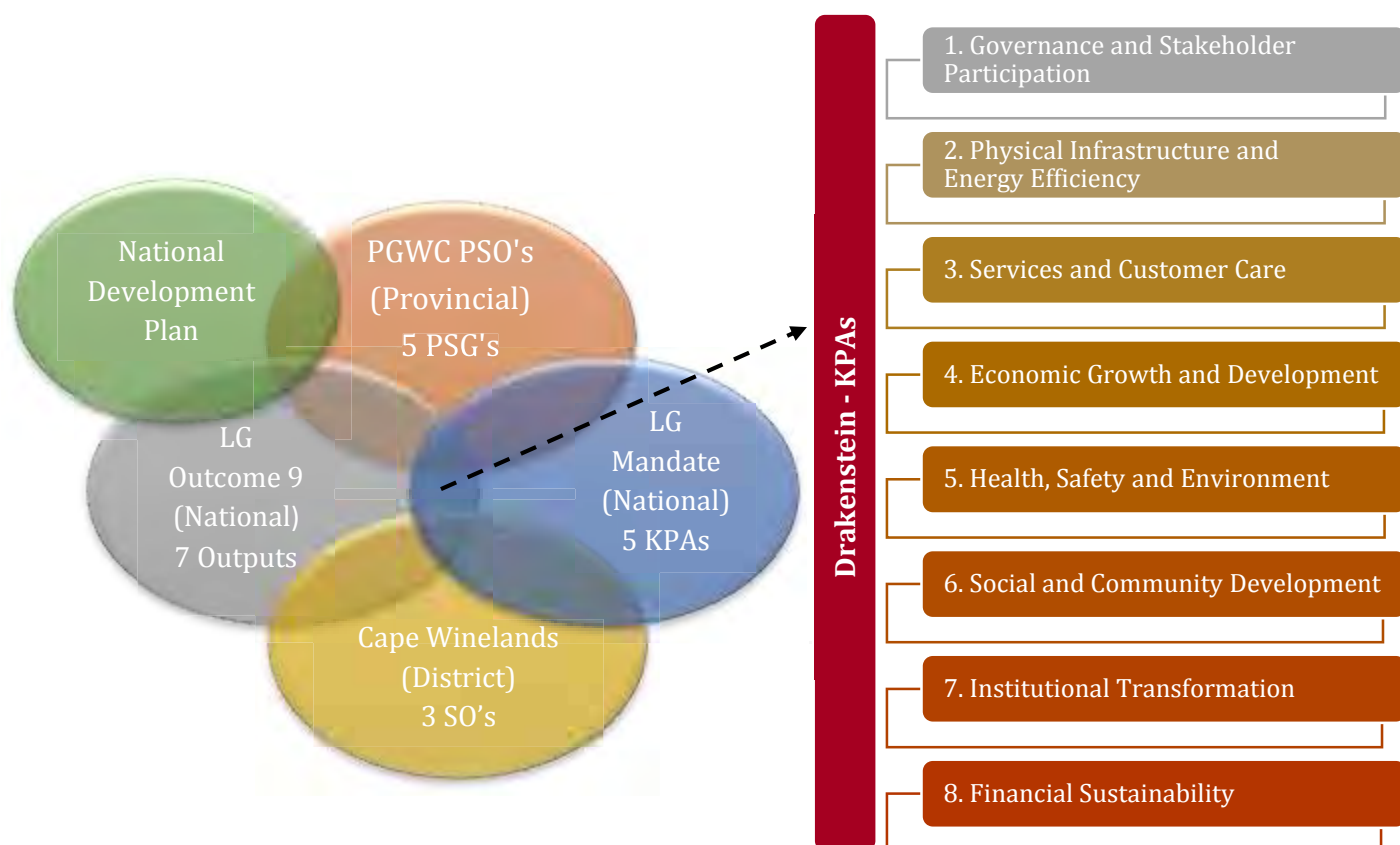 National
Development
Plan
PGWC PSO's
(Provincial)
5 PSG's
LG
Outcome 9
(National)
7 Outputs
LG
Mandate
(National)
5 KPAs
Cape Winelands
(District)
3 SO’s
Drakenstein - KPAs
1. Governance and Stakeholder
Participation
2. Physical Infrastructure and
Energy Efficiency
3. Services and Customer Care
4. Economic Growth and Development
5. Health, Safety and Environment
6. Social and Community Development
7. Institutional Transformation
8. Financial Sustainability